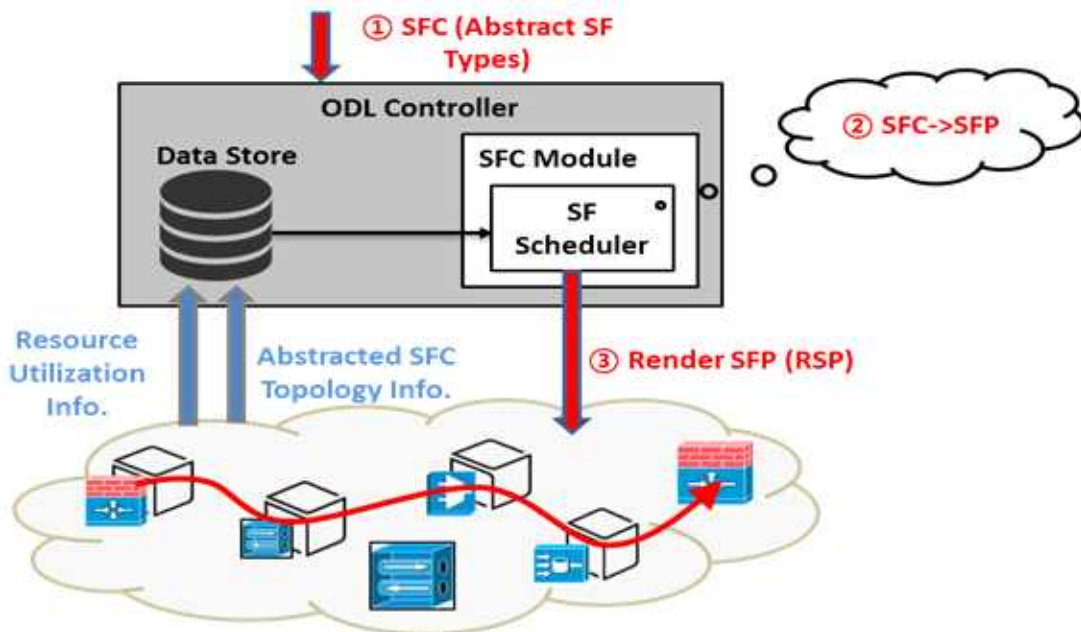 ① SFC (Abstract SF
Types)
ODL Controller
② SFC->SFP
Data Store
SFC Module
SF
Scheduler
Resource
Utilization
Info.
Abstracted SFC
Topology Info.
③ Render SFP (RSP)